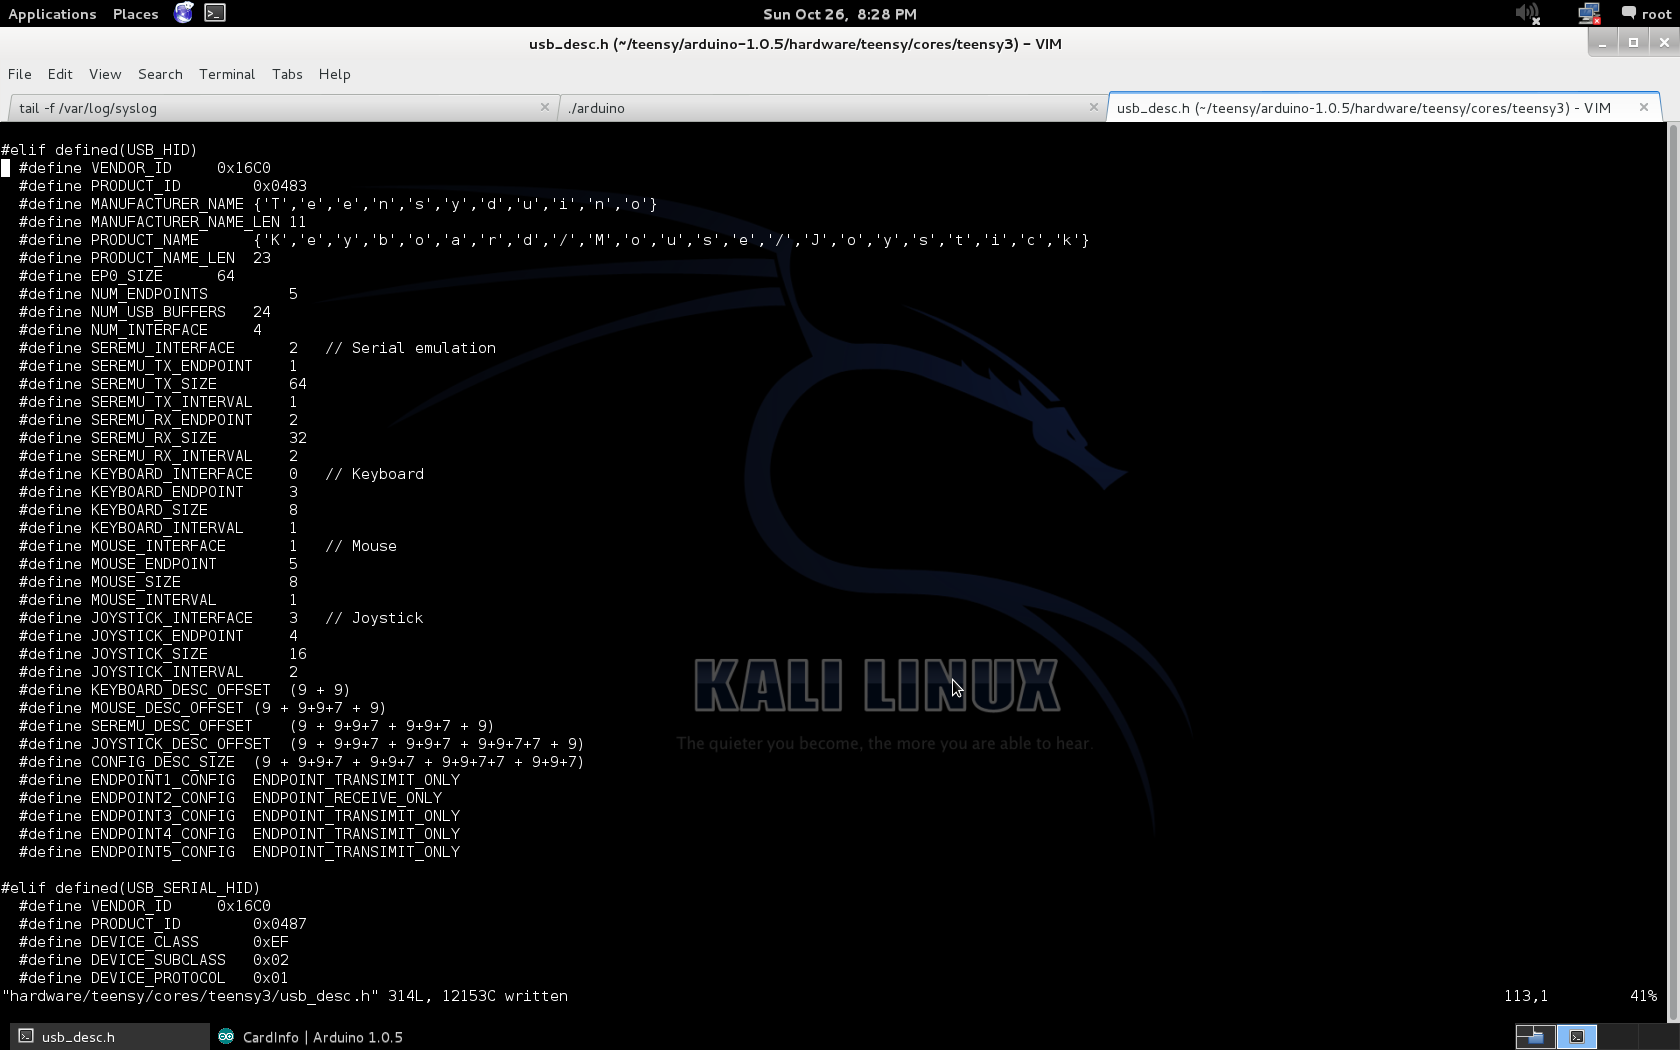 Applications Places Sun Oct 26, 8:28 PM root
usb_desc.h (~/teensy/arduino-1.0.5/hardware/teensy/cores/teensy3) - VIM
File Edit View Search Terminal Tabs Help
tail -f /var/log/syslog ./arduino usb_desc.h (~/teensy/arduino-1.0.5/hardware/teensy/cores/teensy3) - VIM
#elif defined(USB_HID)
  #define VENDOR_ID     0x16C0
  #define PRODUCT_ID        0x0483
  #define MANUFACTURER_NAME {'T','e','e','n','s','y','d','u','i','n','o'}
  #define MANUFACTURER_NAME_LEN 11
  #define PRODUCT_NAME      {'K','e','y','b','o','a','r','d','/','M','o','u','s','e','/','J','o','y','s','t','i','c','k'}
  #define PRODUCT_NAME_LEN  23
  #define EP0_SIZE      64
  #define NUM_ENDPOINTS         5
  #define NUM_USB_BUFFERS   24
  #define NUM_INTERFACE     4
  #define SEREMU_INTERFACE      2   // Serial emulation
  #define SEREMU_TX_ENDPOINT    1
  #define SEREMU_TX_SIZE        64
  #define SEREMU_TX_INTERVAL    1
  #define SEREMU_RX_ENDPOINT    2
  #define SEREMU_RX_SIZE        32
  #define SEREMU_RX_INTERVAL    2
  #define KEYBOARD_INTERFACE    0   // Keyboard
  #define KEYBOARD_ENDPOINT     3
  #define KEYBOARD_SIZE         8
  #define KEYBOARD_INTERVAL     1
  #define MOUSE_INTERFACE       1   // Mouse
  #define MOUSE_ENDPOINT        5
  #define MOUSE_SIZE            8
  #define MOUSE_INTERVAL        1
  #define JOYSTICK_INTERFACE    3   // Joystick
  #define JOYSTICK_ENDPOINT     4
  #define JOYSTICK_SIZE         16
  #define JOYSTICK_INTERVAL     2
  #define KEYBOARD_DESC_OFFSET  (9 + 9)
  #define MOUSE_DESC_OFFSET (9 + 9+9+7 + 9)
  #define SEREMU_DESC_OFFSET    (9 + 9+9+7 + 9+9+7 + 9)
  #define JOYSTICK_DESC_OFFSET  (9 + 9+9+7 + 9+9+7 + 9+9+7+7 + 9)
  #define CONFIG_DESC_SIZE  (9 + 9+9+7 + 9+9+7 + 9+9+7+7 + 9+9+7)
  #define ENDPOINT1_CONFIG  ENDPOINT_TRANSIMIT_ONLY
  #define ENDPOINT2_CONFIG  ENDPOINT_RECEIVE_ONLY
  #define ENDPOINT3_CONFIG  ENDPOINT_TRANSIMIT_ONLY
  #define ENDPOINT4_CONFIG  ENDPOINT_TRANSIMIT_ONLY
  #define ENDPOINT5_CONFIG  ENDPOINT_TRANSIMIT_ONLY
KALI LINUX
The quieter you become, the more you are able to hear.
#elif defined(USB_SERIAL_HID)
  #define VENDOR_ID     0x16C0
  #define PRODUCT_ID        0x0487
  #define DEVICE_CLASS      0xEF
  #define DEVICE_SUBCLASS   0x02
  #define DEVICE_PROTOCOL   0x01
"hardware/teensy/cores/teensy3/usb_desc.h" 314L, 12153C written 113,1 41%
usb_desc.h CardInfo | Arduino 1.0.5